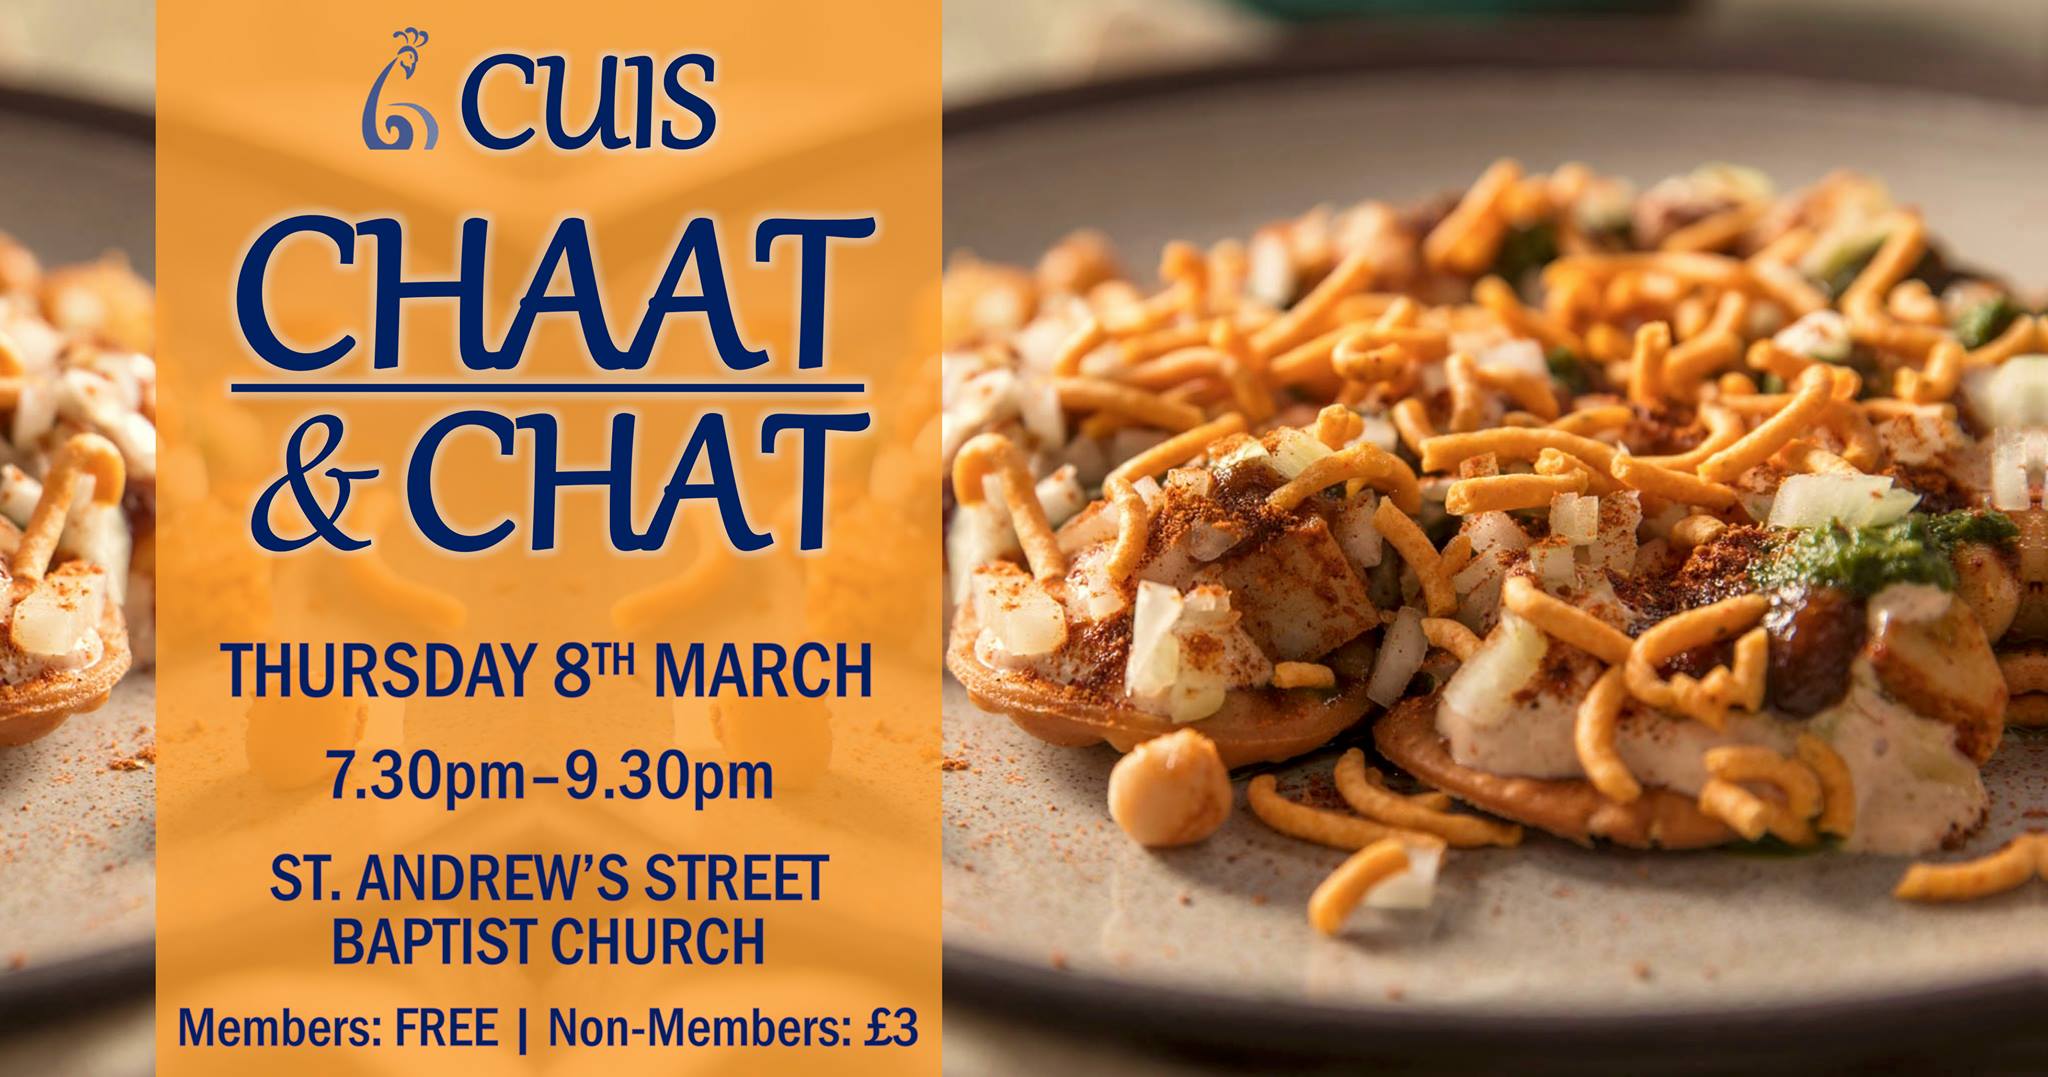 CUIS
CHAAT
& CHAT
THURSDAY 8TH MARCH
7.30pm–9.30pm
ST. ANDREW’S STREET
BAPTIST CHURCH
Members: FREE | Non-Members: £3